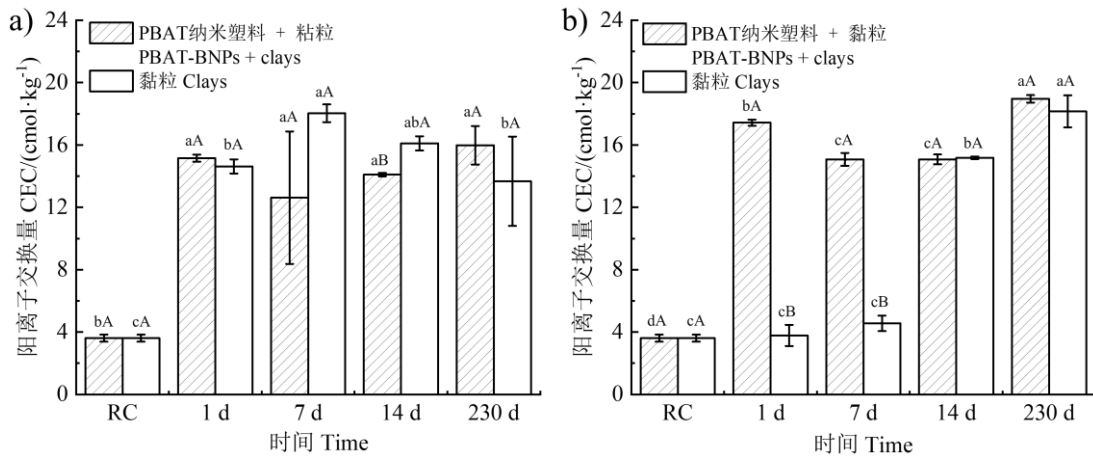 a)
24
20
16
12
8
4
0
阳离子交换量 CEC/(cmol·kg⁻¹)
PBAT纳米塑料 + 粘粒
PBAT-BNPs + clays
黏粒 Clays
bA cA
aA bA
aA aA
aB abA
aA bA
RC 1 d 7 d 14 d 230 d
时间 Time
b)
24
20
16
12
8
4
0
阳离子交换量 CEC/(cmol·kg⁻¹)
PBAT纳米塑料 + 黏粒
PBAT-BNPs + clays
黏粒 Clays
dA cA
bA cB
cA cB
cA bA
aA aA
RC 1 d 7 d 14 d 230 d
时间 Time